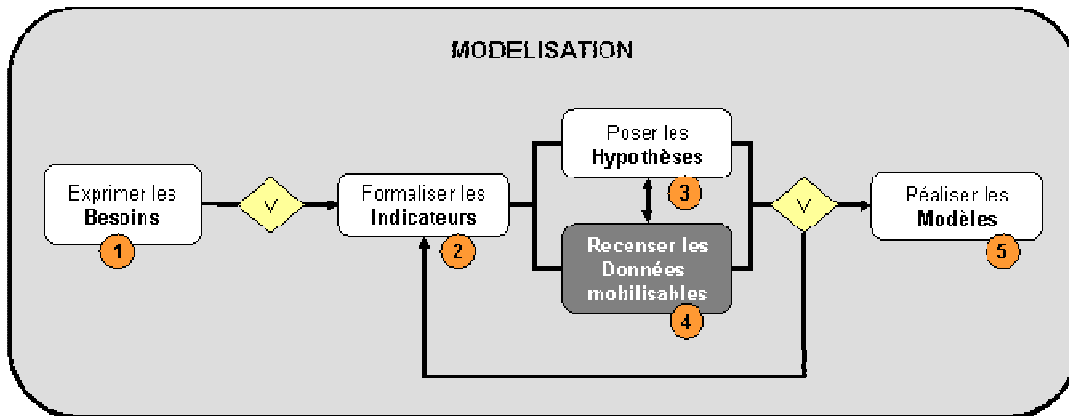 MODELISATION
Exprimer les
Besoins
1
V
Formaliser les
Indicateurs
2
Poser les
Hypothèses
3
Recenser les
Données
mobilisables
4
V
Réaliser les
Modèles
5